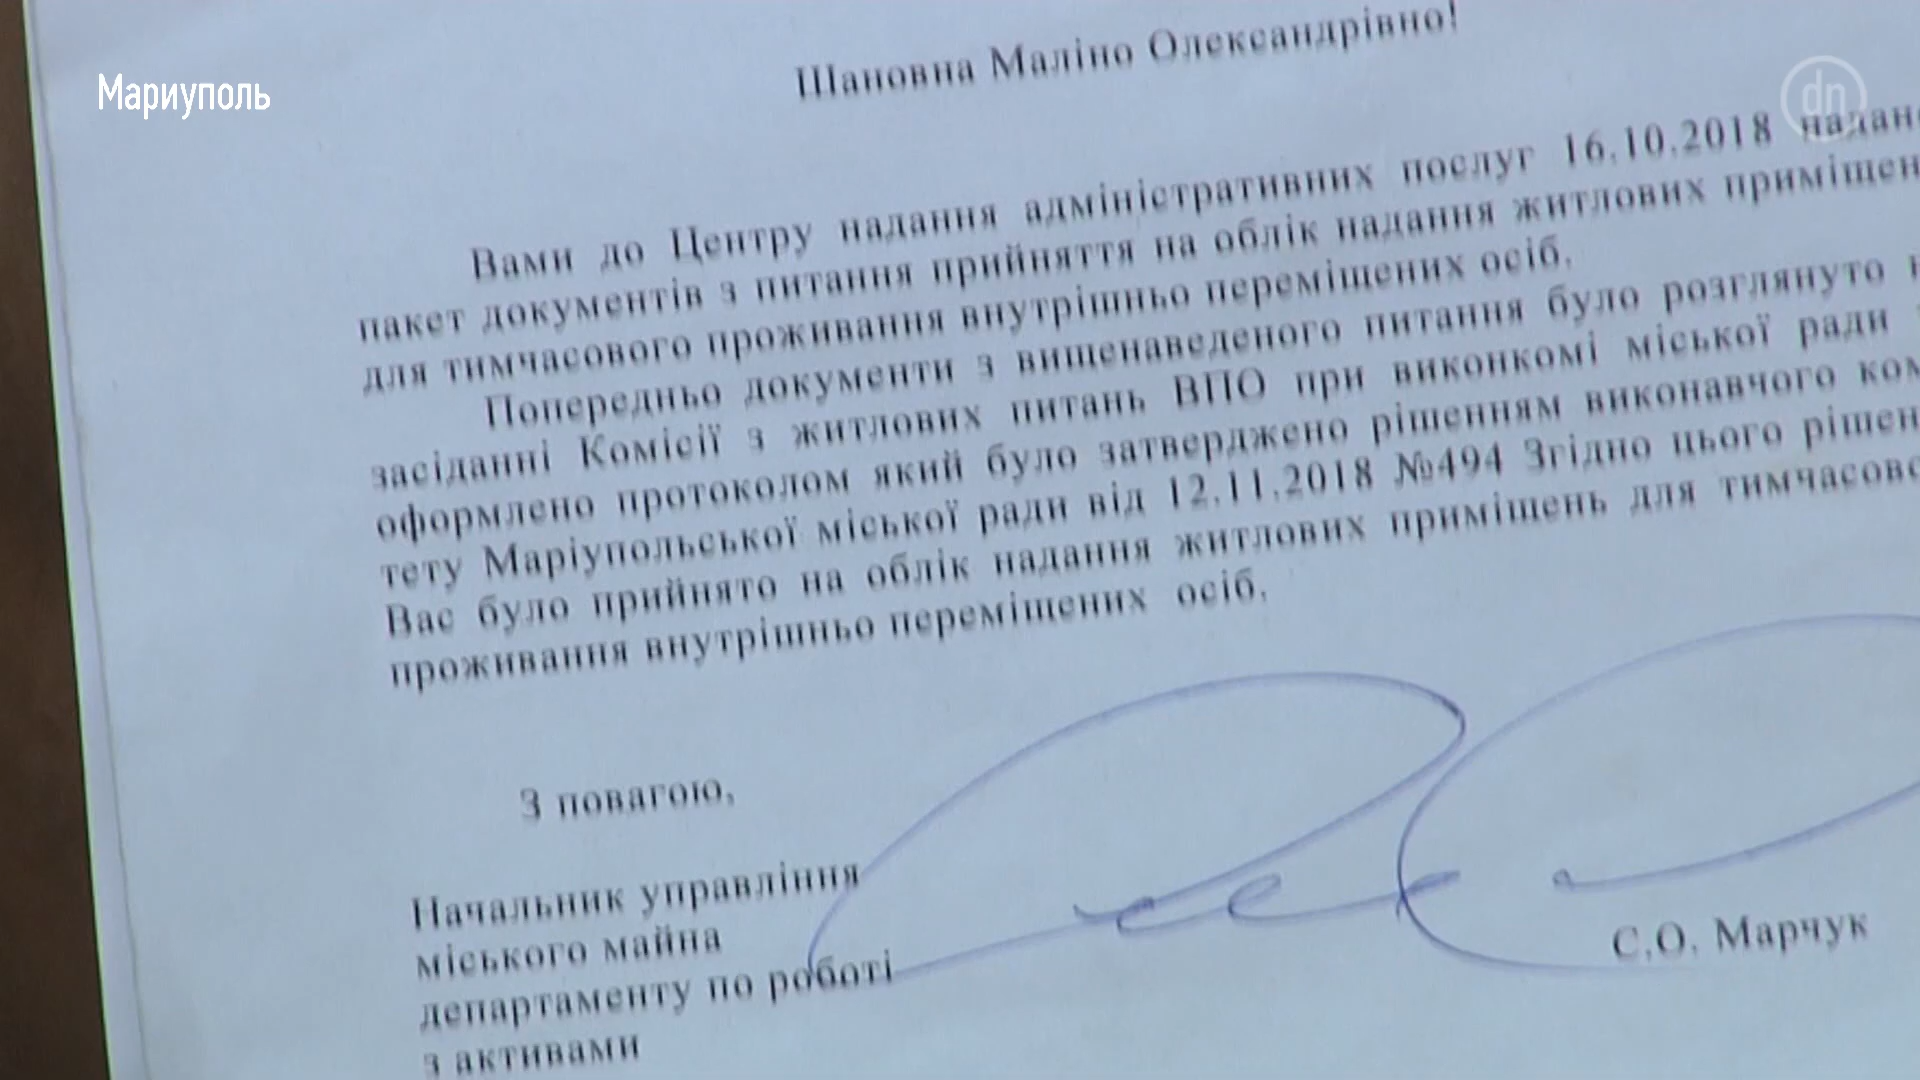 Мариуполь
dn
Шановна Маліно Олександрівно!
Вами до Центру надання адміністративних послуг 16.10.2018 надано
пакет документів з питання прийняття на облік надання житлових приміщен
для тимчасового проживання внутрішньо переміщених осіб.
Попередньо документи з вищенаведеного питання було розглянуто
засіданні Комісії з житлових питань ВПО при виконкомі міської ради
оформлено протоколом який було затверджено рішенням виконавчого ком
тету Маріупольської міської ради від 12.11.2018 №494 Згідно цього рішен
Вас було прийнято на облік надання житлових приміщень для тимчасово
проживання внутрішньо переміщених осіб.
З повагою,
Начальник управління
міського майна
департаменту по роботі
з активами
С.О. Марчук